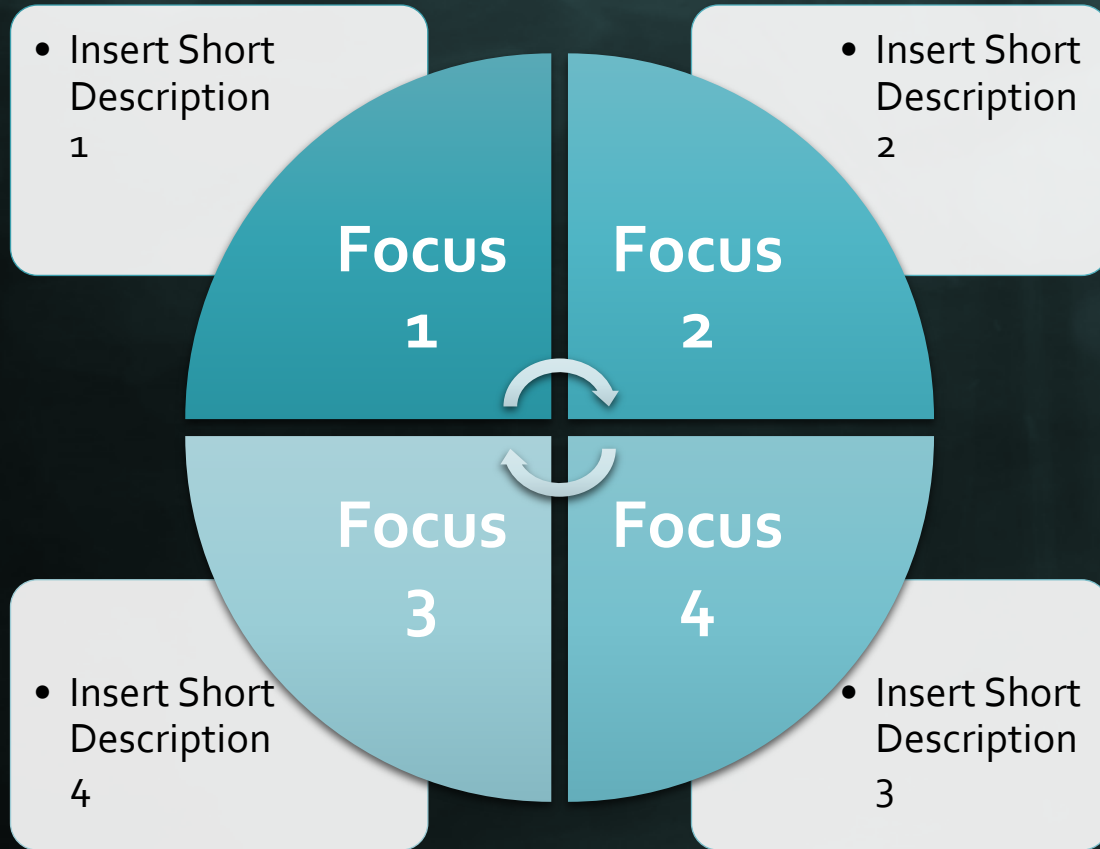 • Insert Short
Description
1
• Insert Short
Description
2
Focus
1
Focus
2
Focus
3
Focus
4
• Insert Short
Description
4
• Insert Short
Description
3